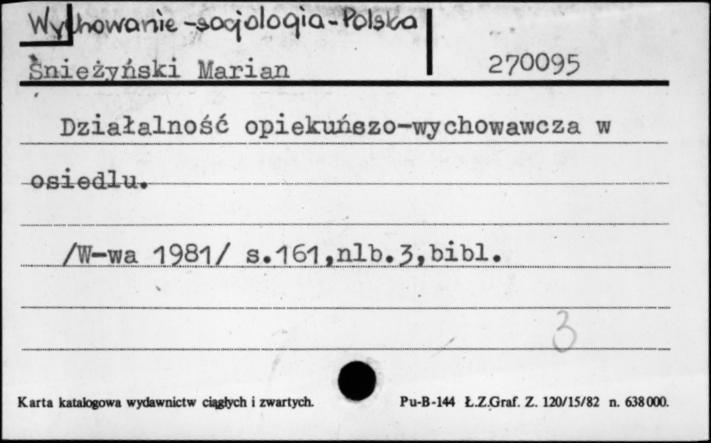 Wychowanie-socjologia-Polska
Śnieżyński Marian 270095
Działalność opiekuńszo-wychowawcza w
osiedlu.
/W-wa 1981/ s.161,nlb.3,bibl.
3
Karta katalogowa wydawnictw ciągłych i zwartych. Pu-B-144 Ł.Z.Graf. Z. 120/15/82 n. 638000.